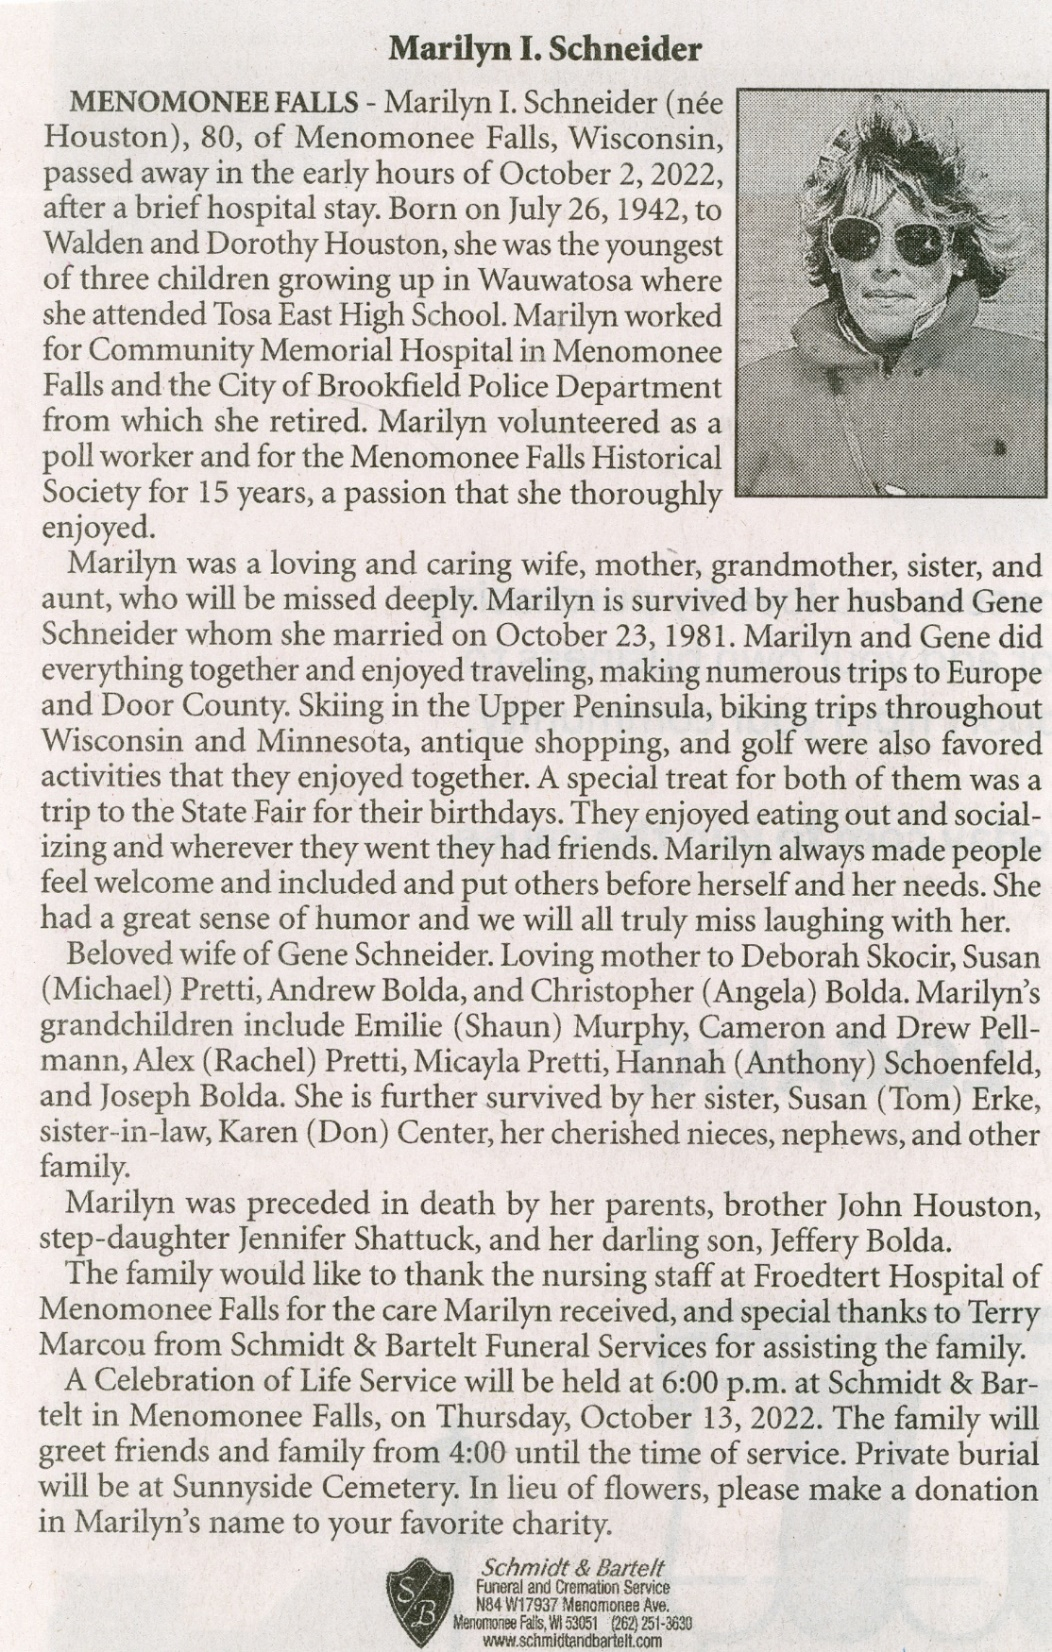 Marilyn I. Schneider
MENOMONEE FALLS - Marilyn I. Schneider (née
Houston), 80, of Menomonee Falls, Wisconsin,
passed away in the early hours of October 2, 2022,
after a brief hospital stay. Born on July 26, 1942, to
Walden and Dorothy Houston, she was the youngest
of three children growing up in Wauwatosa where
she attended Tosa East High School. Marilyn worked
for Community Memorial Hospital in Menomonee
Falls and the City of Brookfield Police Department
from which she retired. Marilyn volunteered as a
poll worker and for the Menomonee Falls Historical
Society for 15 years, a passion that she thoroughly
enjoyed.
Marilyn was a loving and caring wife, mother, grandmother, sister, and
aunt, who will be missed deeply. Marilyn is survived by her husband Gene
Schneider whom she married on October 23, 1981. Marilyn and Gene did
everything together and enjoyed traveling, making numerous trips to Europe
and Door County. Skiing in the Upper Peninsula, biking trips throughout
Wisconsin and Minnesota, antique shopping, and golf were also favored
activities that they enjoyed together. A special treat for both of them was a
trip to the State Fair for their birthdays. They enjoyed eating out and social-
izing and wherever they went they had friends. Marilyn always made people
feel welcome and included and put others before herself and her needs. She
had a great sense of humor and we will all truly miss laughing with her.
Beloved wife of Gene Schneider. Loving mother to Deborah Skocir, Susan
(Michael) Pretti, Andrew Bolda, and Christopher (Angela) Bolda. Marilyn's
grandchildren include Emilie (Shaun) Murphy, Cameron and Drew Pell-
mann, Alex (Rachel) Pretti, Micayla Pretti, Hannah (Anthony) Schoenfeld,
and Joseph Bolda. She is further survived by her sister, Susan (Tom) Erke,
sister-in-law, Karen (Don) Center, her cherished nieces, nephews, and other
family.
Marilyn was preceded in death by her parents, brother John Houston,
step-daughter Jennifer Shattuck, and her darling son, Jeffery Bolda.
The family would like to thank the nursing staff at Froedtert Hospital of
Menomonee Falls for the care Marilyn received, and special thanks to Terry
Marcou from Schmidt & Bartelt Funeral Services for assisting the family.
A Celebration of Life Service will be held at 6:00 p.m. at Schmidt & Bar-
telt in Menomonee Falls, on Thursday, October 13, 2022. The family will
greet friends and family from 4:00 until the time of service. Private burial
will be at Sunnyside Cemetery. In lieu of flowers, please make a donation
in Marilyn's name to your favorite charity.
S/B
Schmidt & Bartelt
Funeral and Cremation Service
N84 W17937 Menomonee Ave.
Menomonee Falls, WI 53051 (262) 251-3630
www.schmidtandbartelt.com